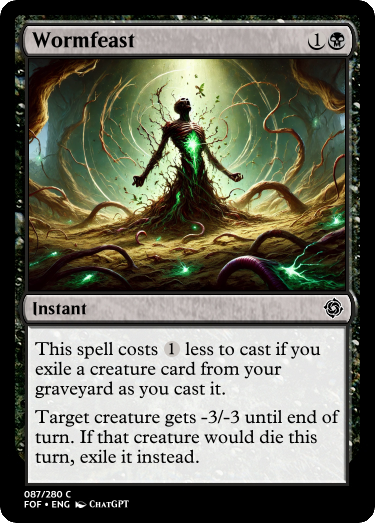 Wormfeast 1
Instant
This spell costs 1 less to cast if you
exile a creature card from your
graveyard as you cast it.
Target creature gets -3/-3 until end of
turn. If that creature would die this
turn, exile it instead.
087/280 C
FOF • ENG ChatGPT